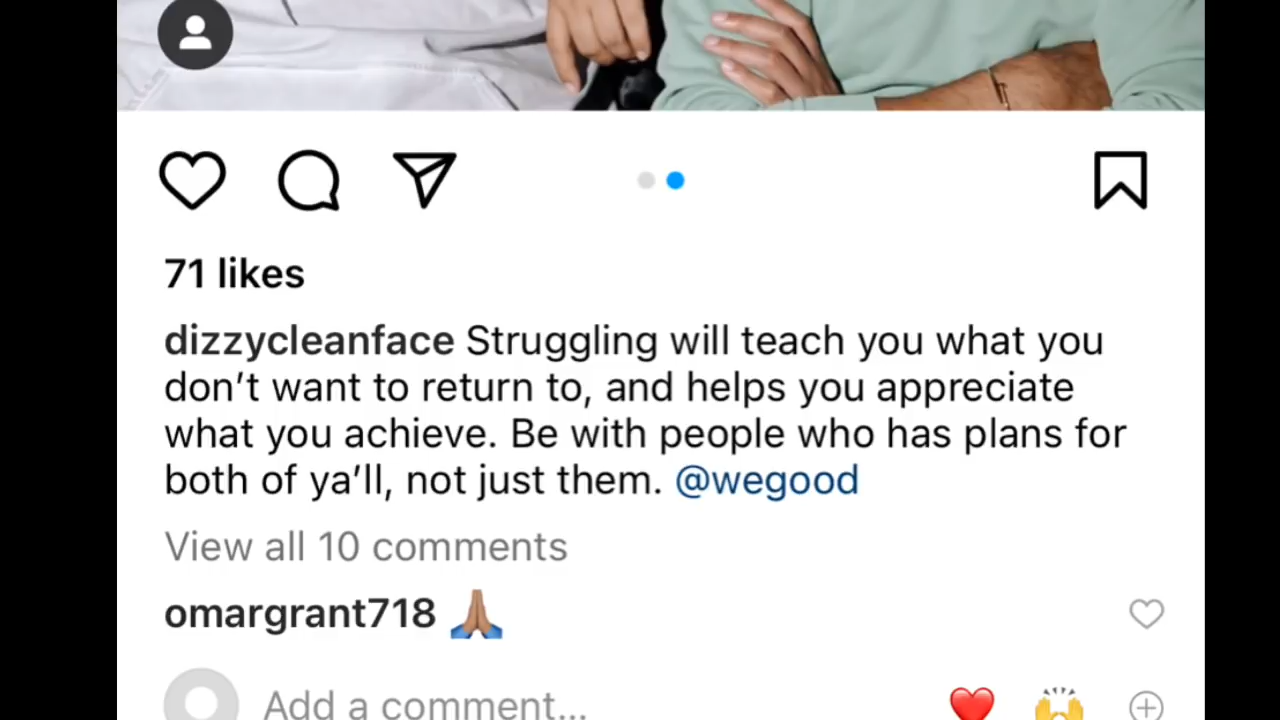 71 likes
dizzycleanface Struggling will teach you what you
don’t want to return to, and helps you appreciate
what you achieve. Be with people who has plans for
both of ya’ll, not just them. @wegood
View all 10 comments
omargrant718 🙏🏽
Add a comment...